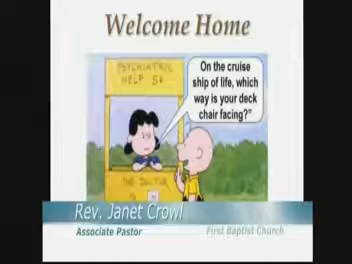 Welcome Home
PSYCHIATRIC
HELP 5¢
On the cruise
ship of life, which
way is your deck
chair facing?"
THE DOCTOR
Rev. Janet Crowl
Associate Pastor
First Baptist Church